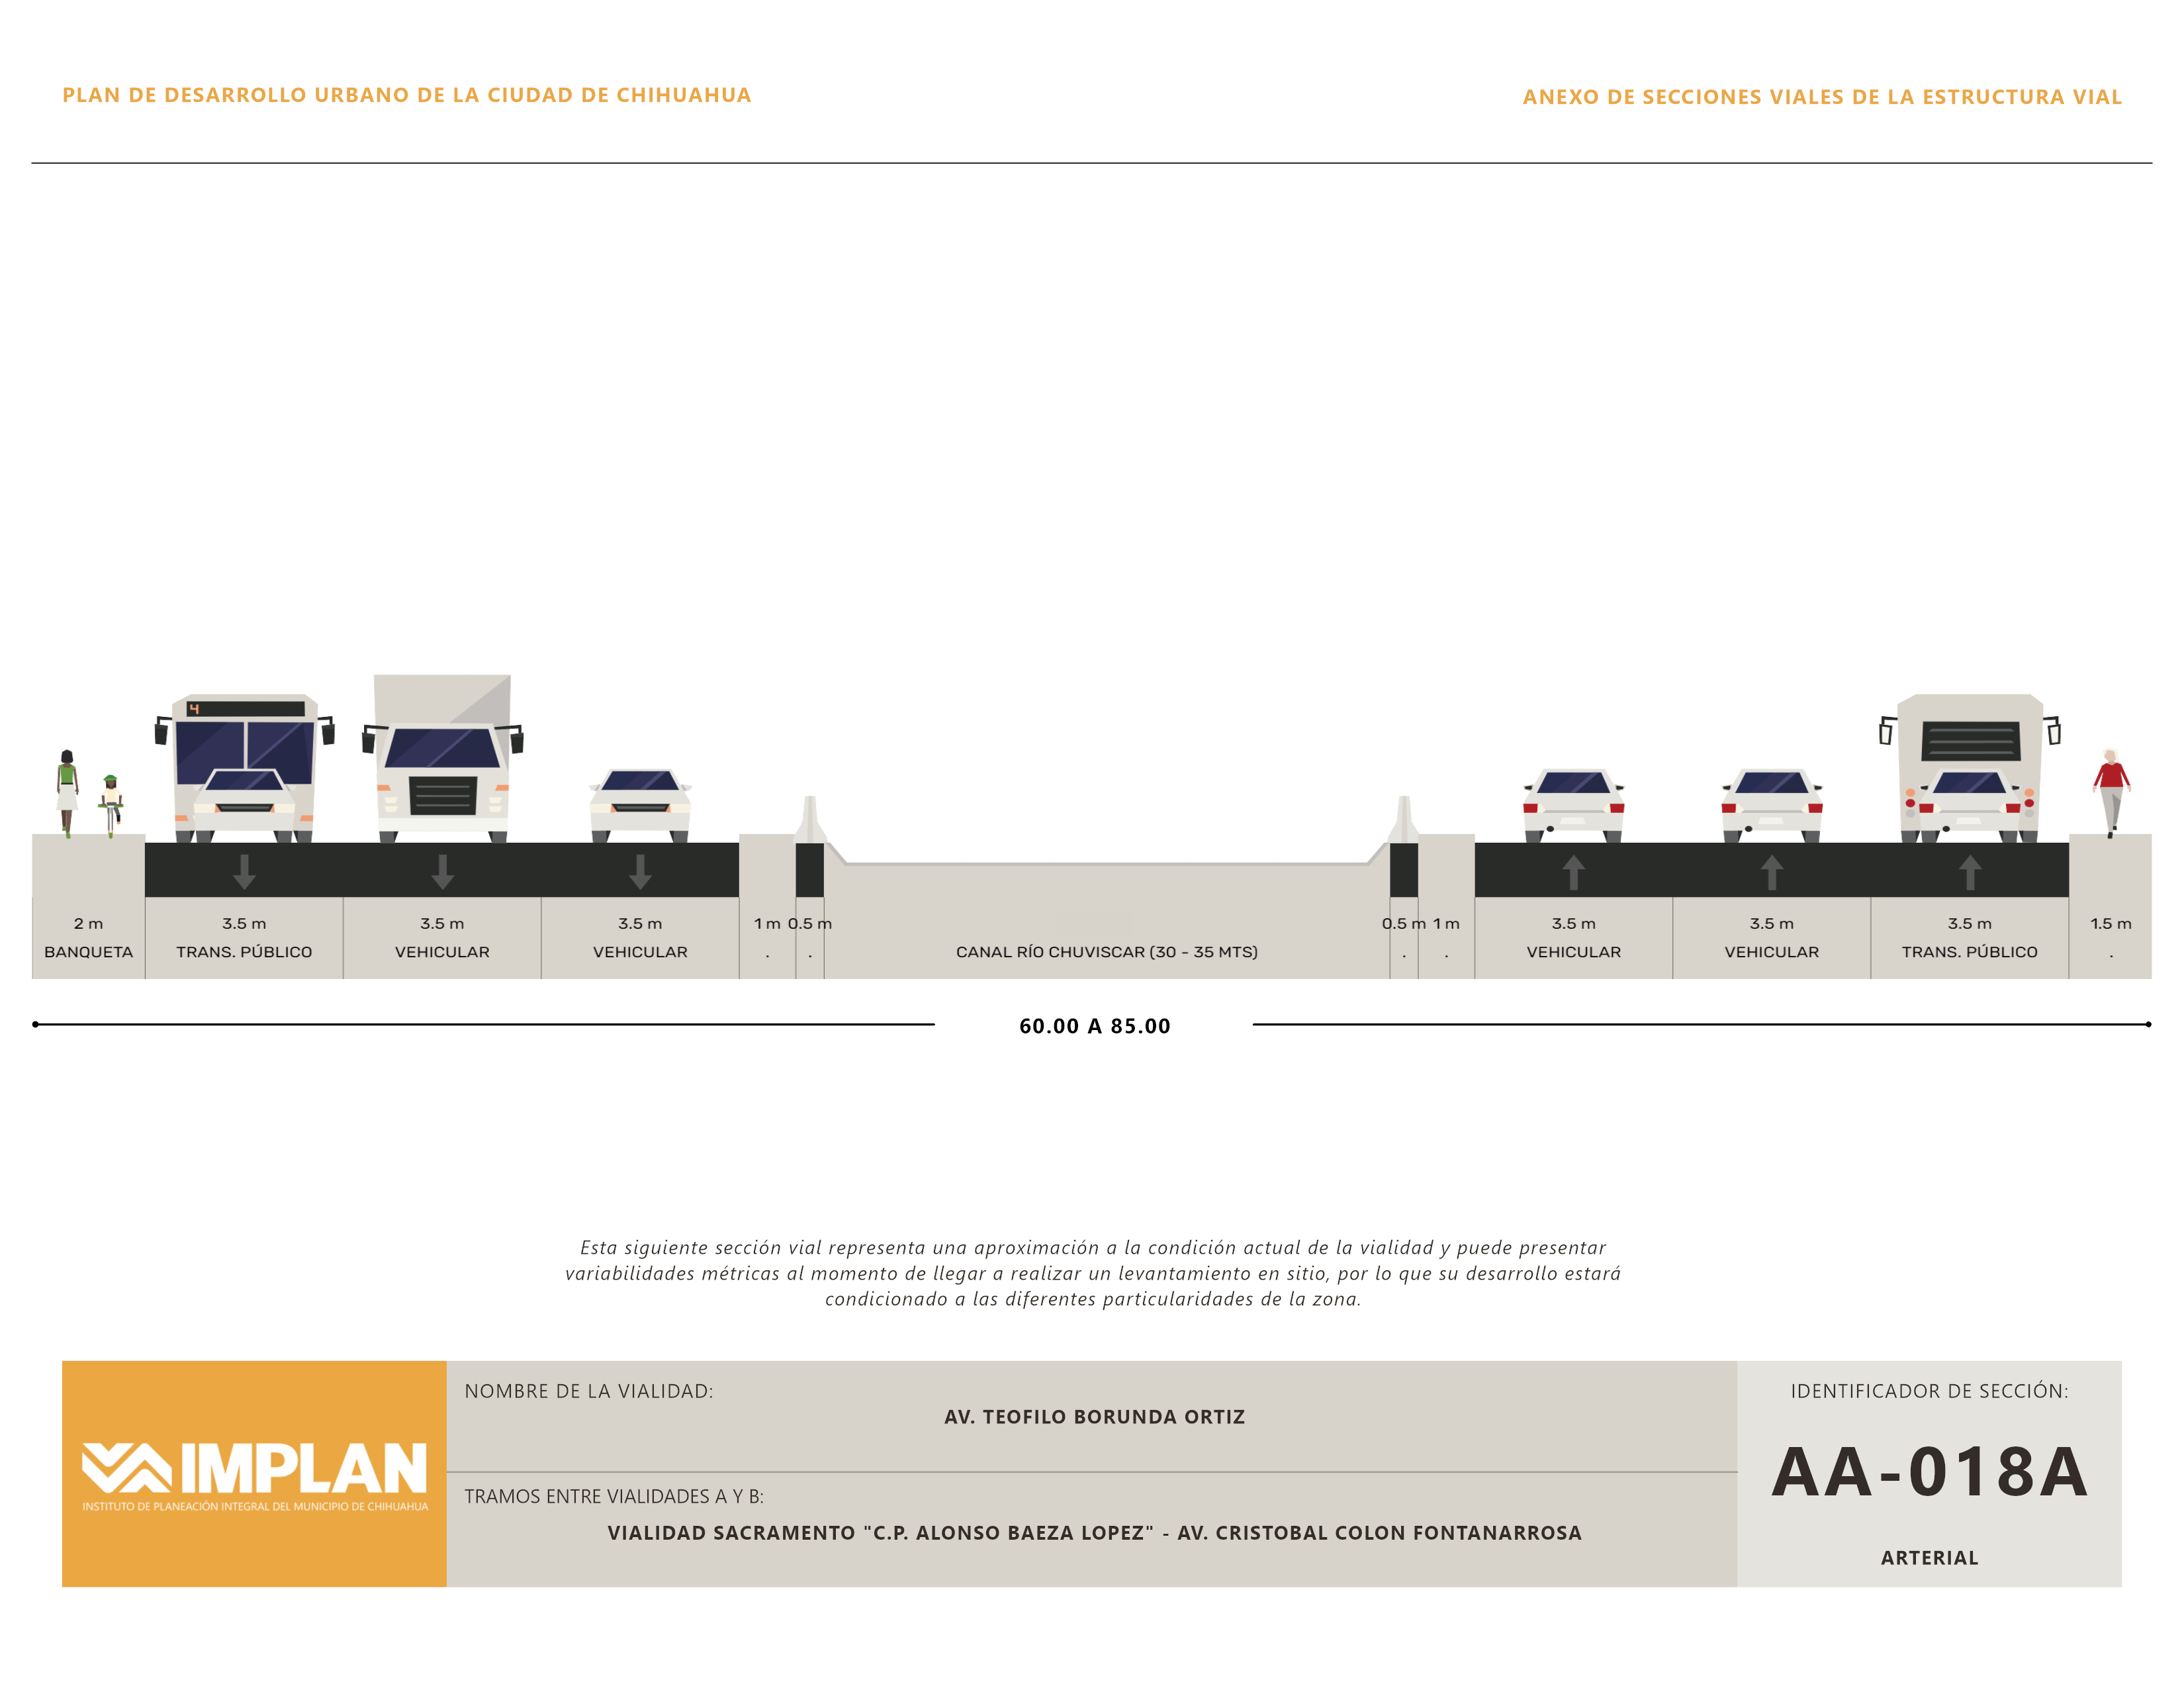 PLAN DE DESARROLLO URBANO DE LA CIUDAD DE CHIHUAHUA
ANEXO DE SECCIONES VIALES DE LA ESTRUCTURA VIAL
4
2 m
BANQUETA
3.5 m
TRANS. PÚBLICO
3.5 m
VEHICULAR
3.5 m
VEHICULAR
1 m
.
0.5 m
.
CANAL RÍO CHUVISCAR (30 - 35 MTS)
0.5 m
.
1 m
.
3.5 m
VEHICULAR
3.5 m
VEHICULAR
3.5 m
TRANS. PÚBLICO
1.5 m
.
60.00 A 85.00
Esta siguiente sección vial representa una aproximación a la condición actual de la vialidad y puede presentar
variabilidades métricas al momento de llegar a realizar un levantamiento en sitio, por lo que su desarrollo estará
condicionado a las diferentes particularidades de la zona.
IMPLAN
INSTITUTO DE PLANEACIÓN INTEGRAL DEL MUNICIPIO DE CHIHUAHUA
NOMBRE DE LA VIALIDAD:
AV. TEOFILO BORUNDA ORTIZ
TRAMOS ENTRE VIALIDADES A Y B:
VIALIDAD SACRAMENTO "C.P. ALONSO BAEZA LOPEZ" - AV. CRISTOBAL COLON FONTANARROSA
IDENTIFICADOR DE SECCIÓN:
AA-018A
ARTERIAL